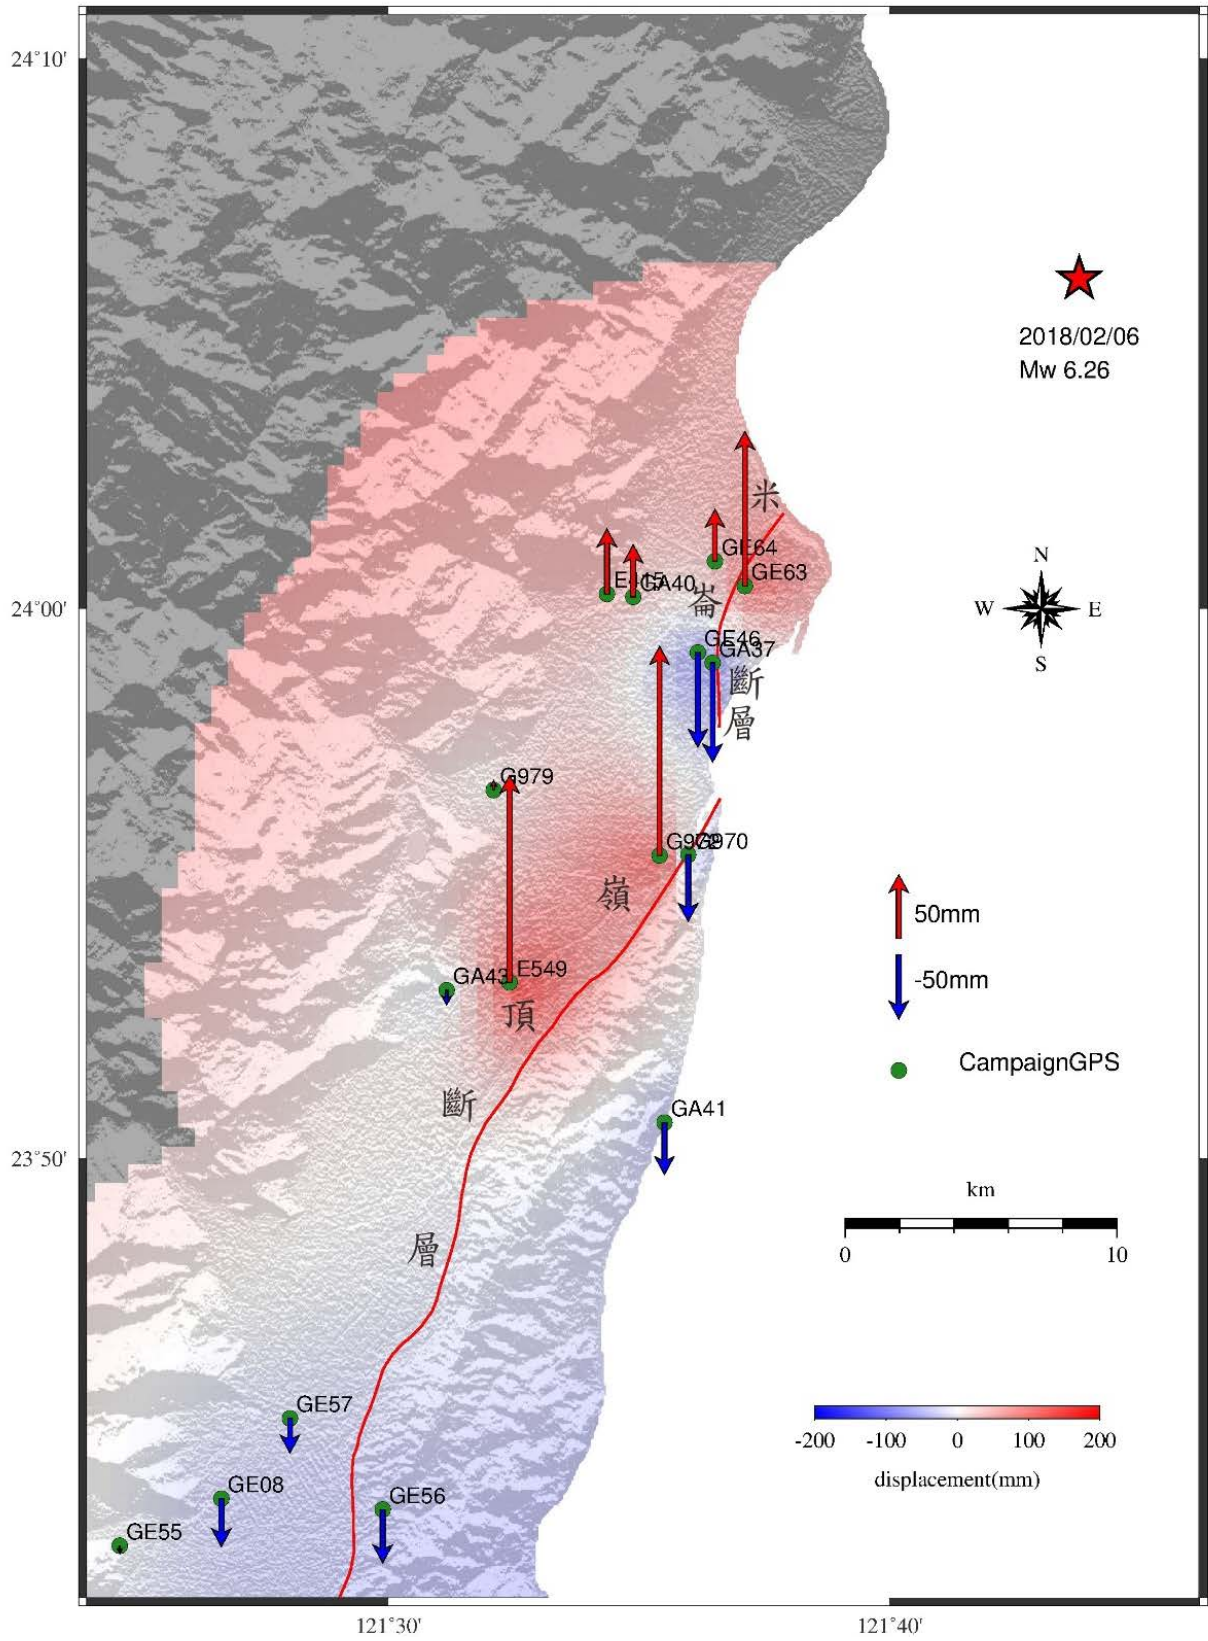 24°10'
2018/02/06
Mw 6.26
米
GE64
GE63
E415
GA40
崙
24°00'
N
W
E
S
GE46
GA37
斷
層
G979
G972
G970
嶺
50mm
-50mm
GA43
E549
頂
斷
CampaignGPS
GA41
23°50'
km
0
10
層
GE57
GE08
GE56
GE55
-200
-100
0
100
200
displacement(mm)
121°30'
121°40'